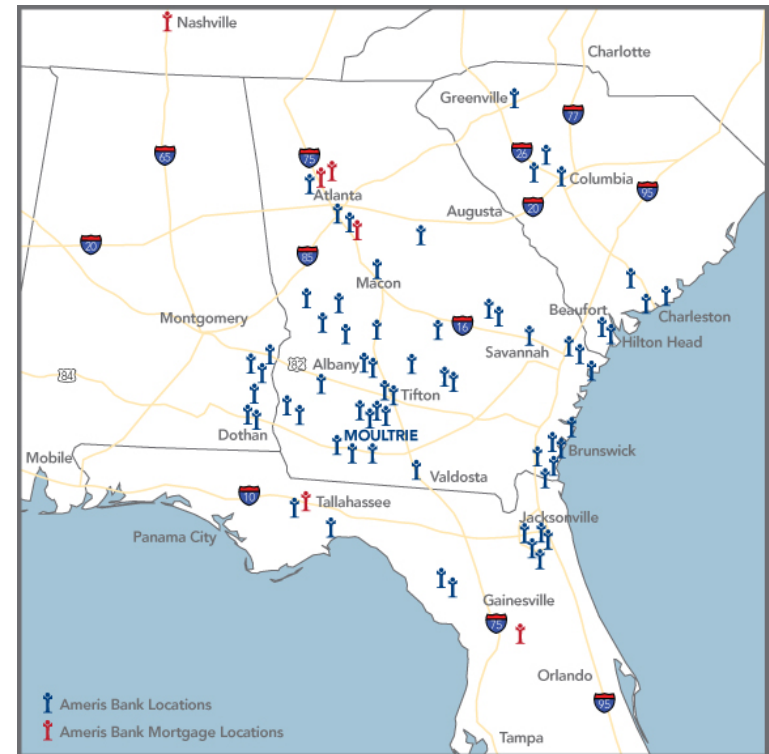 Nashville
Charlotte
Greenville
77
65
75
26
Atlanta
Columbia
95
Augusta
20
20
85
Macon
Montgomery
Beaufort
Charleston
16
Hilton Head
Savannah
82
Albany
84
Tifton
Dothan
MOULTRIE
Brunswick
Mobile
Valdosta
10
Tallahassee
Jacksonville
Panama City
Gainesville
75
Orlando
95
Ameris Bank Locations
Ameris Bank Mortgage Locations
Tampa